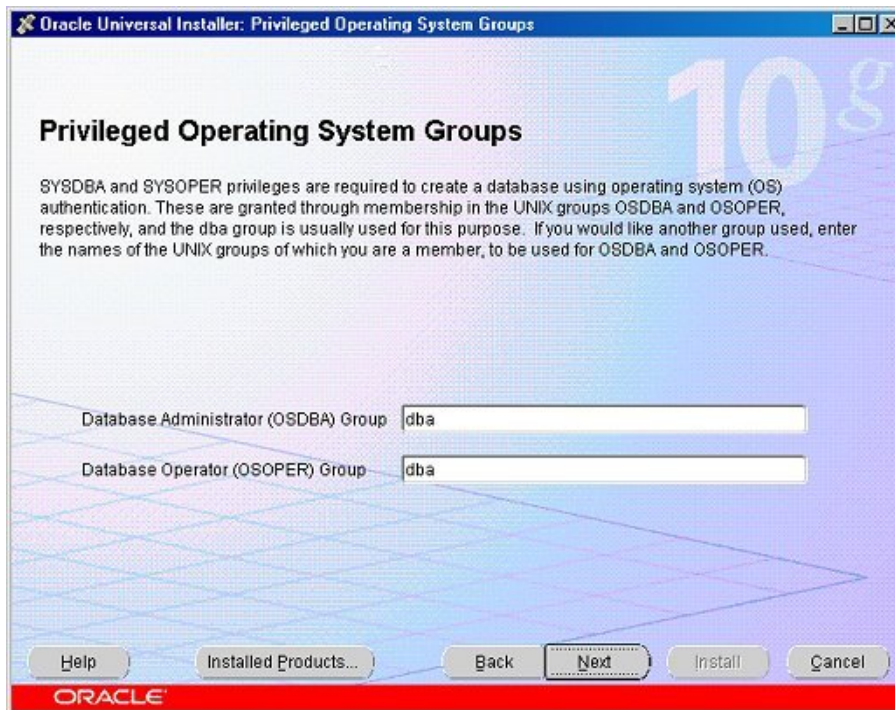 Oracle Universal Installer: Privileged Operating System Groups
10g
Privileged Operating System Groups
SYSDBA and SYSOPER privileges are required to create a database using operating system (OS)
authentication. These are granted through membership in the UNIX groups OSDBA and OSOPER,
respectively, and the dba group is usually used for this purpose. If you would like another group used, enter
the names of the UNIX groups of which you are a member, to be used for OSDBA and OSOPER.
Database Administrator (OSDBA) Group dba
Database Operator (OSOPER) Group dba
Help Installed Products... Back Next Install Cancel
ORACLE